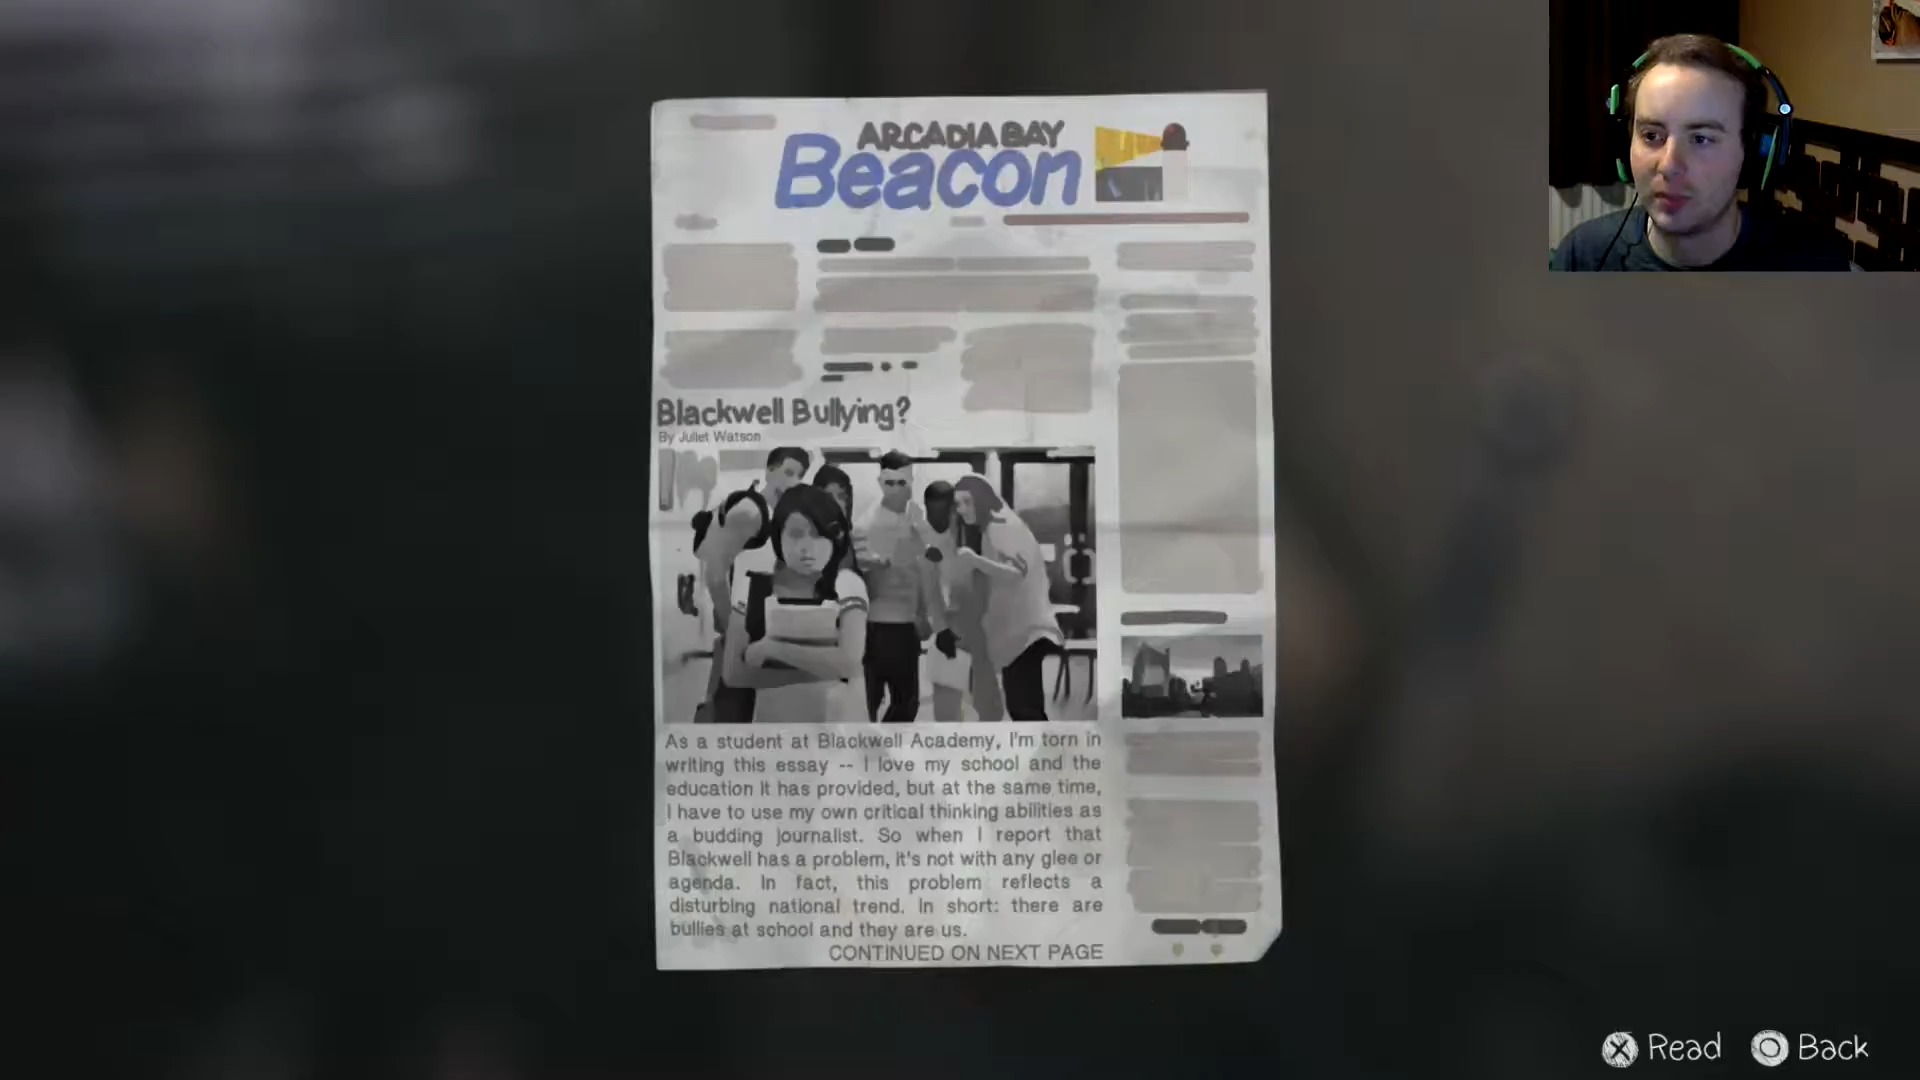 ARCADIA BAY
Beacon
Blackwell Bullying?
By Juliet Watson
As a student at Blackwell Academy, I'm torn in
writing this essay -- I love my school and the
education it has provided, but at the same time,
I have to use my own critical thinking abilities as
a budding journalist. So when I report that
Blackwell has a problem, it's not with any glee or
agenda. In fact, this problem reflects a
disturbing national trend. In short: there are
bullies at school and they are us.
CONTINUED ON NEXT PAGE
Read
Back